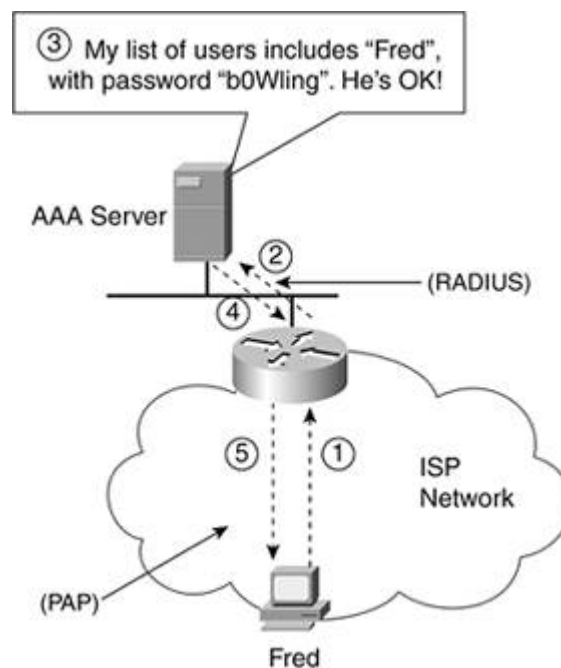 ③ My list of users includes “Fred”,
with password “b0Wling”. He’s OK!
AAA Server
②
(RADIUS)
④
⑤
①
ISP
Network
(PAP)
Fred